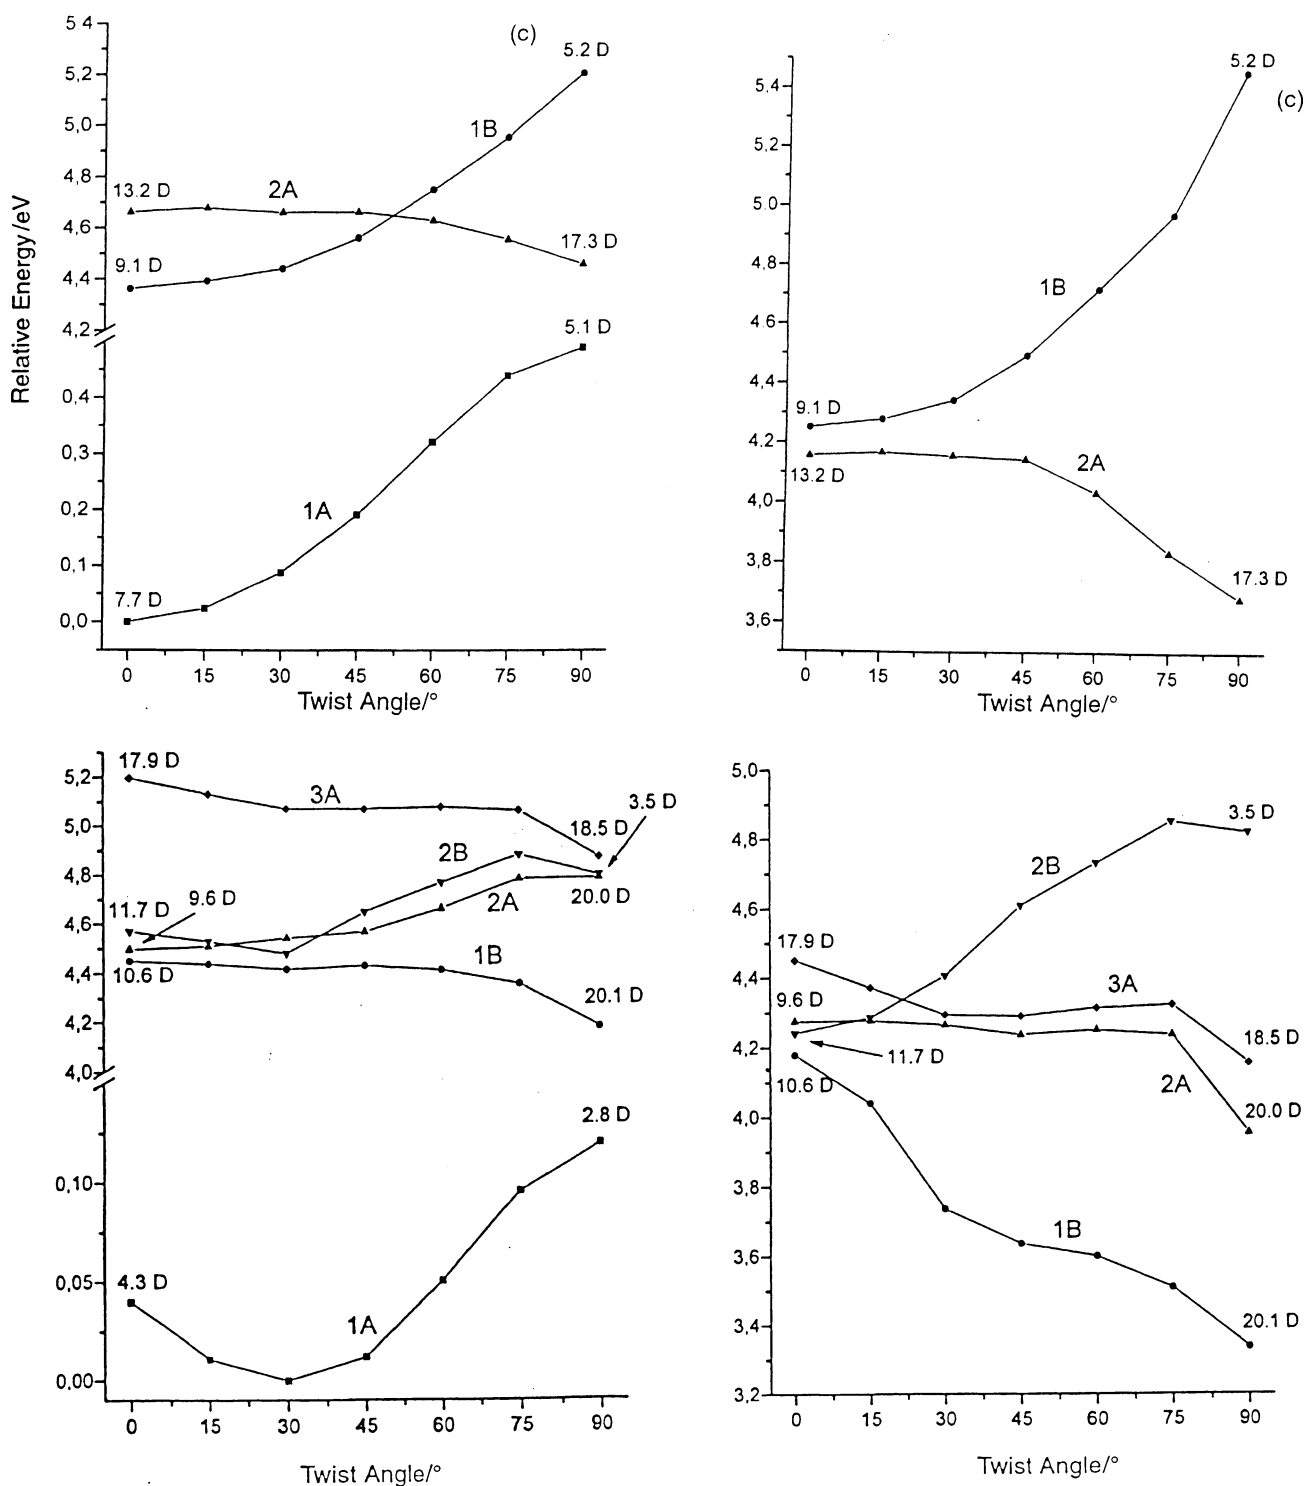 (c)
5 4
5,2
5,0
4,8
4,6
4,4
4,2
0,4
0,3
0,2
0,1
0,0
Relative Energy/eV
5.2 D
1B
13.2 D
2A
17.3 D
9.1 D
5.1 D
1A
7.7 D
0 15 30 45 60 75 90
Twist Angle/°
(c)
5,4
5,2
5,0
4,8
4 6
4,4
4,2
4,0
3,8
3,6
5.2 D
1B
9.1 D
13.2 D
2A
17.3 D
0 15 30 45 60 75 90
Twist Angle/°
5,2
5,0
4,8
4,6
4,4
4,2
4,0
0,10
0,05
0,00
17.9 D
3A
3.5 D
18.5 D
2B
9.6 D
11.7 D
2A
20.0 D
10.6 D
1B
20.1 D
2.8 D
4.3 D
1A
0 15 30 45 60 75 90
Twist Angle/°
5,0
4,8
4,6
4,4
4,2
4,0
3,8
3,6
3,4
3,2
3.5 D
2B
17.9 D
3A
9.6 D
11.7 D
18.5 D
10.6 D
2A
20.0 D
1B
20.1 D
0 15 30 45 60 75 90
Twist Angle/°